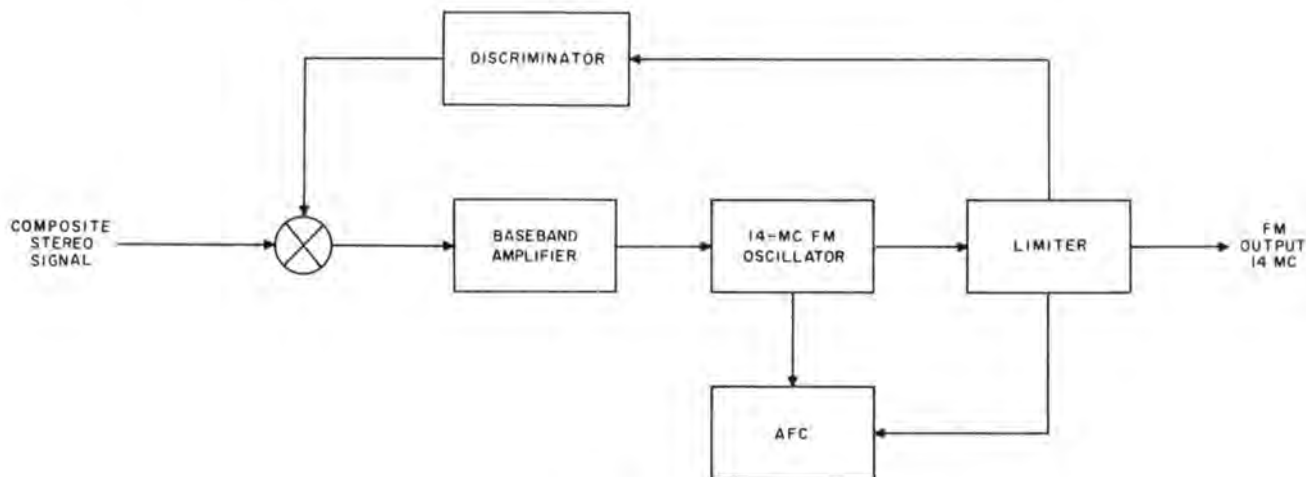 DISCRIMINATOR
COMPOSITE
STEREO
SIGNAL
BASEBAND
AMPLIFIER
14-MC FM
OSCILLATOR
LIMITER
FM
OUTPUT
14 MC
AFC